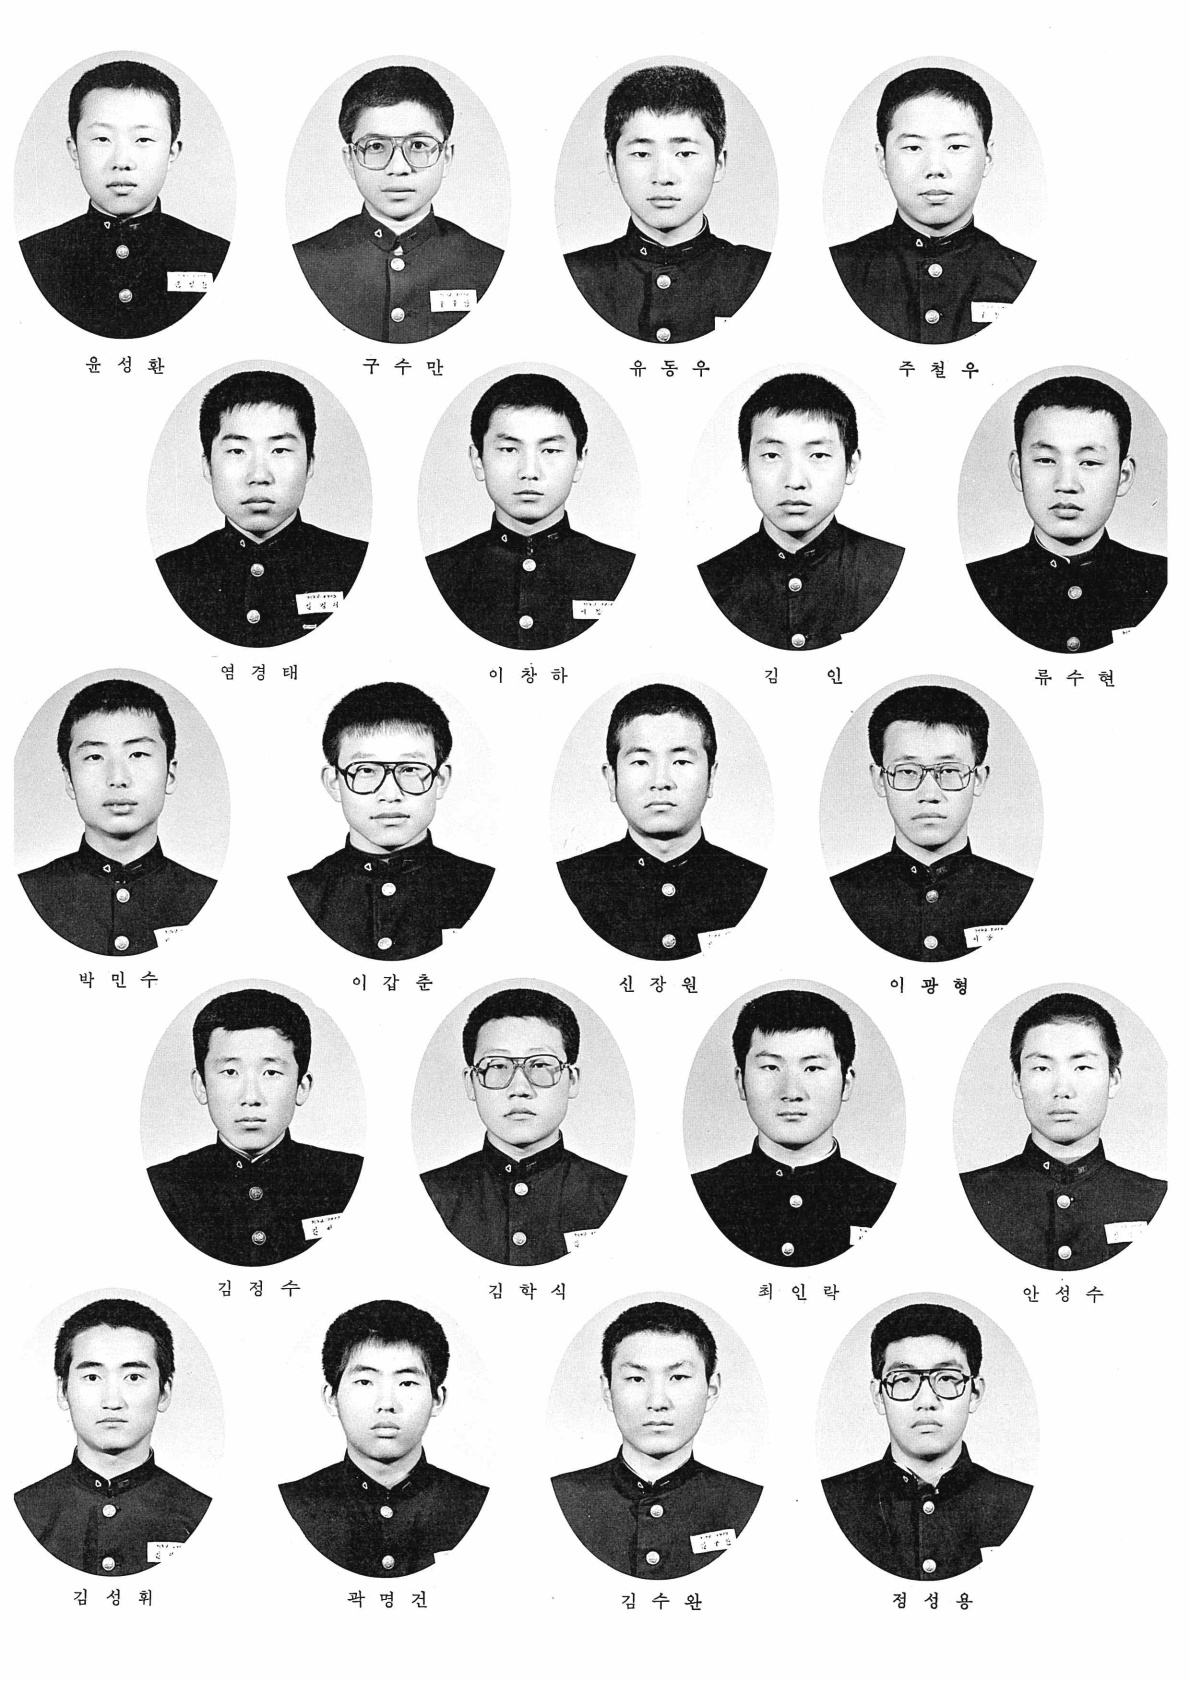 윤성환 구수만 유동우 주철우
염경태 이창하 김인 류수현
박민수 이갑춘 신장원 이광형
김정수 김학식 최인락 안성수
김성휘 곽명건 김수완 정성용